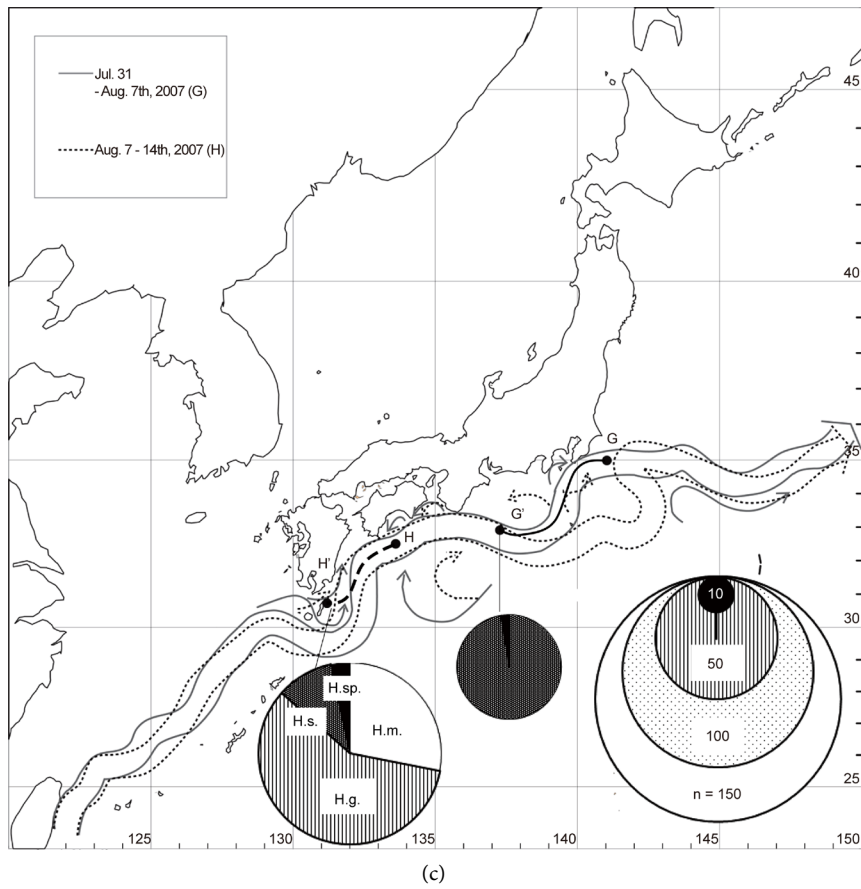 Jul. 31
- Aug. 7th, 2007 (G)
Aug. 7 - 14th, 2007 (H)
45
40
35
30
25
G
G'
H
H'
10
50
100
n = 150
H.sp.
H.s.
H.m.
H.g.
125 130 135 140 145 150
(c)